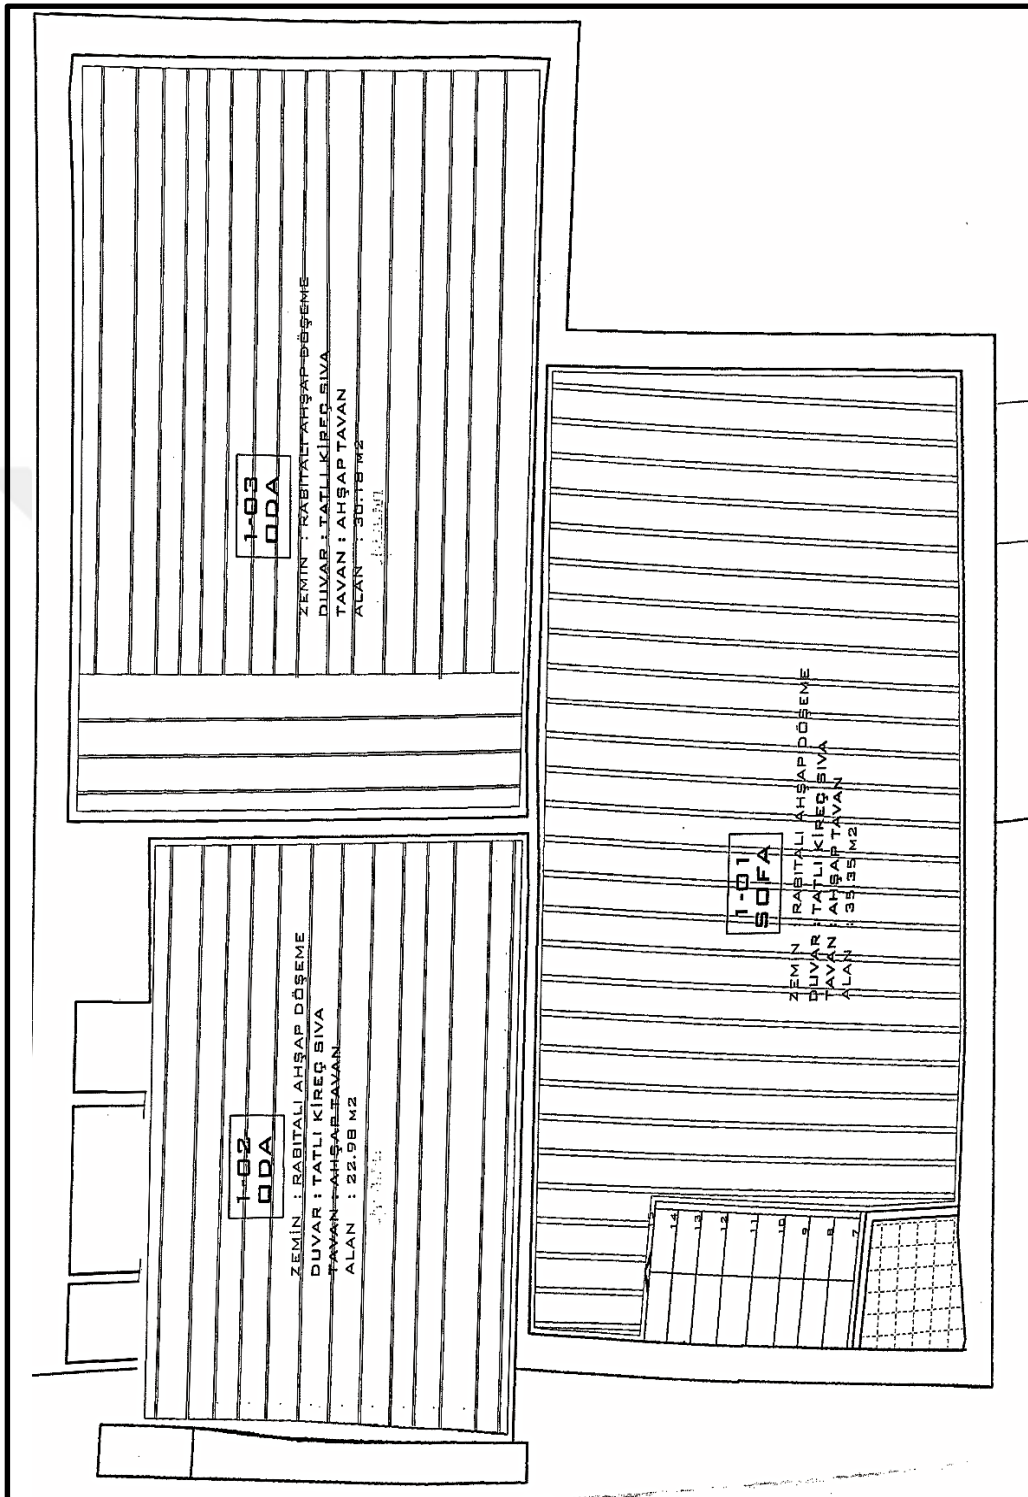 1-03
ODA
ZEMİN : RABITALI AHŞAP DÖŞEME
DUVAR : TATLI KİREÇ SIVA
TAVAN : AHŞAP TAVAN
ALAN : 30.18 M2
1-01
SOFA
ZEMİN : RABITALI AHŞAP DÖŞEME
DUVAR : TATLI KİREÇ SIVA
TAVAN : AHŞAP TAVAN
ALAN : 35.35 M2
1-02
ODA
ZEMİN : RABITALI AHŞAP DÖŞEME
DUVAR : TATLI KİREÇ SIVA
TAVAN : AHŞAP TAVAN
ALAN : 22.98 M2
14
13
12
11
10
9
8
7